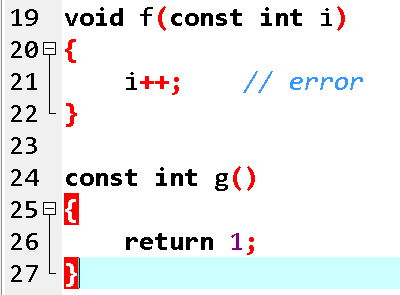 19 void f(const int i)
20 {
21     i++;    // error
22 }
23
24 const int g()
25 {
26     return 1;
27 }